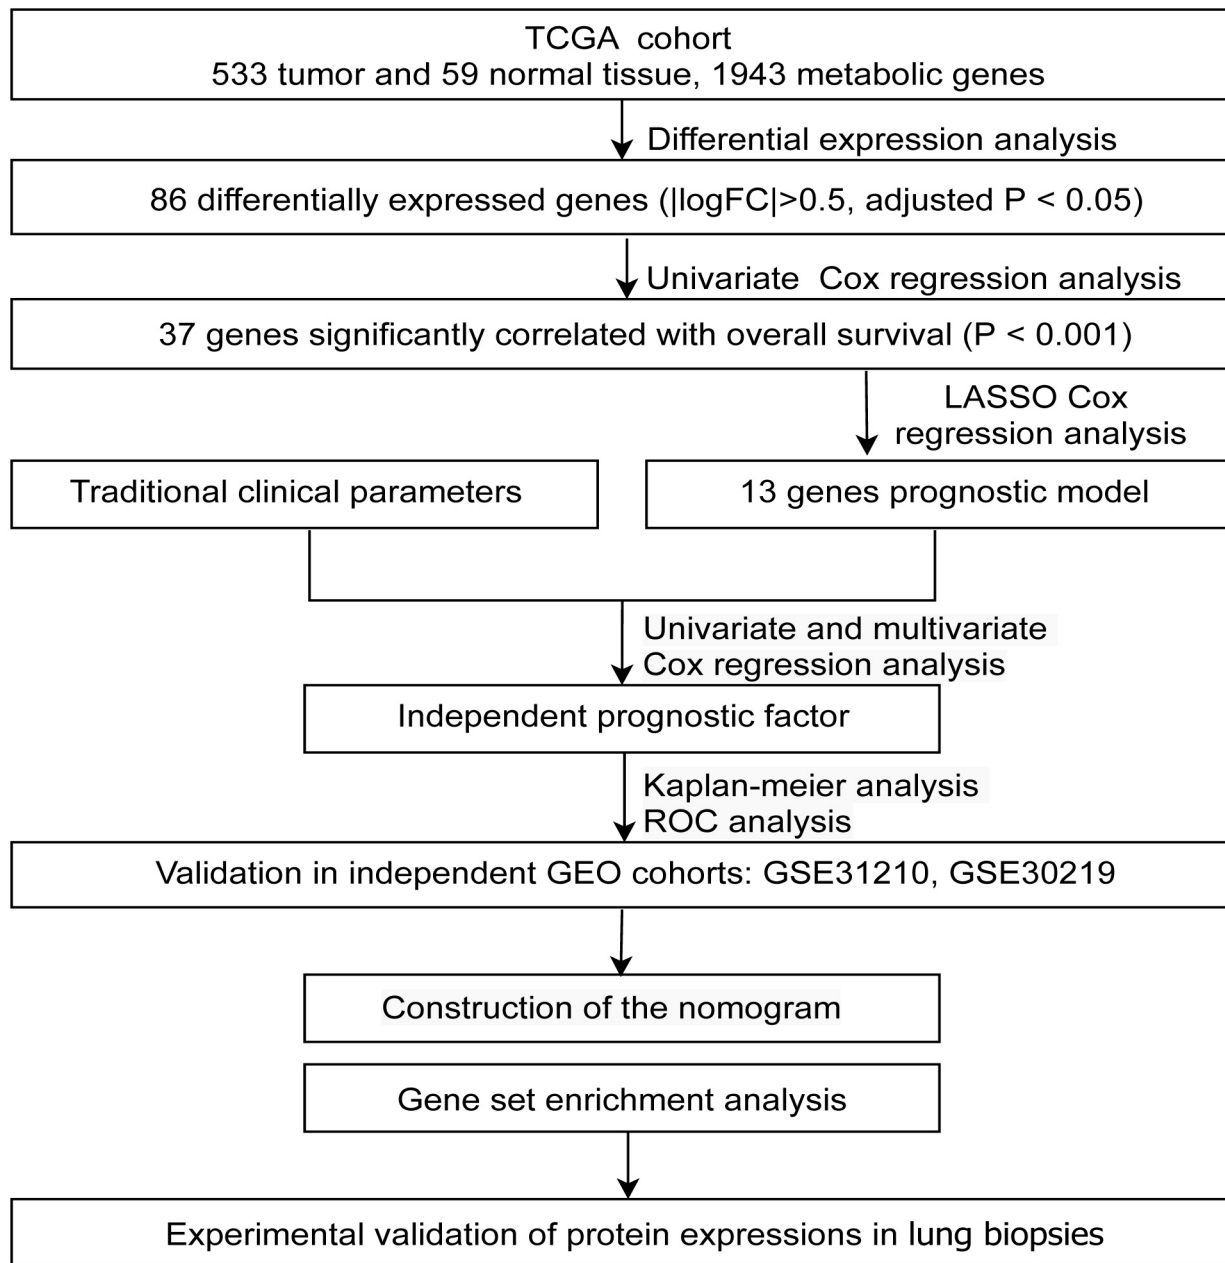 TCGA cohort
533 tumor and 59 normal tissue, 1943 metabolic genes
Differential expression analysis
86 differentially expressed genes (|logFC|>0.5, adjusted P < 0.05)
Univariate Cox regression analysis
37 genes significantly correlated with overall survival (P < 0.001)
LASSO Cox
regression analysis
Traditional clinical parameters
13 genes prognostic model
Univariate and multivariate
Cox regression analysis
Independent prognostic factor
Kaplan-meier analysis
ROC analysis
Validation in independent GEO cohorts: GSE31210, GSE30219
Construction of the nomogram
Gene set enrichment analysis
Experimental validation of protein expressions in lung biopsies